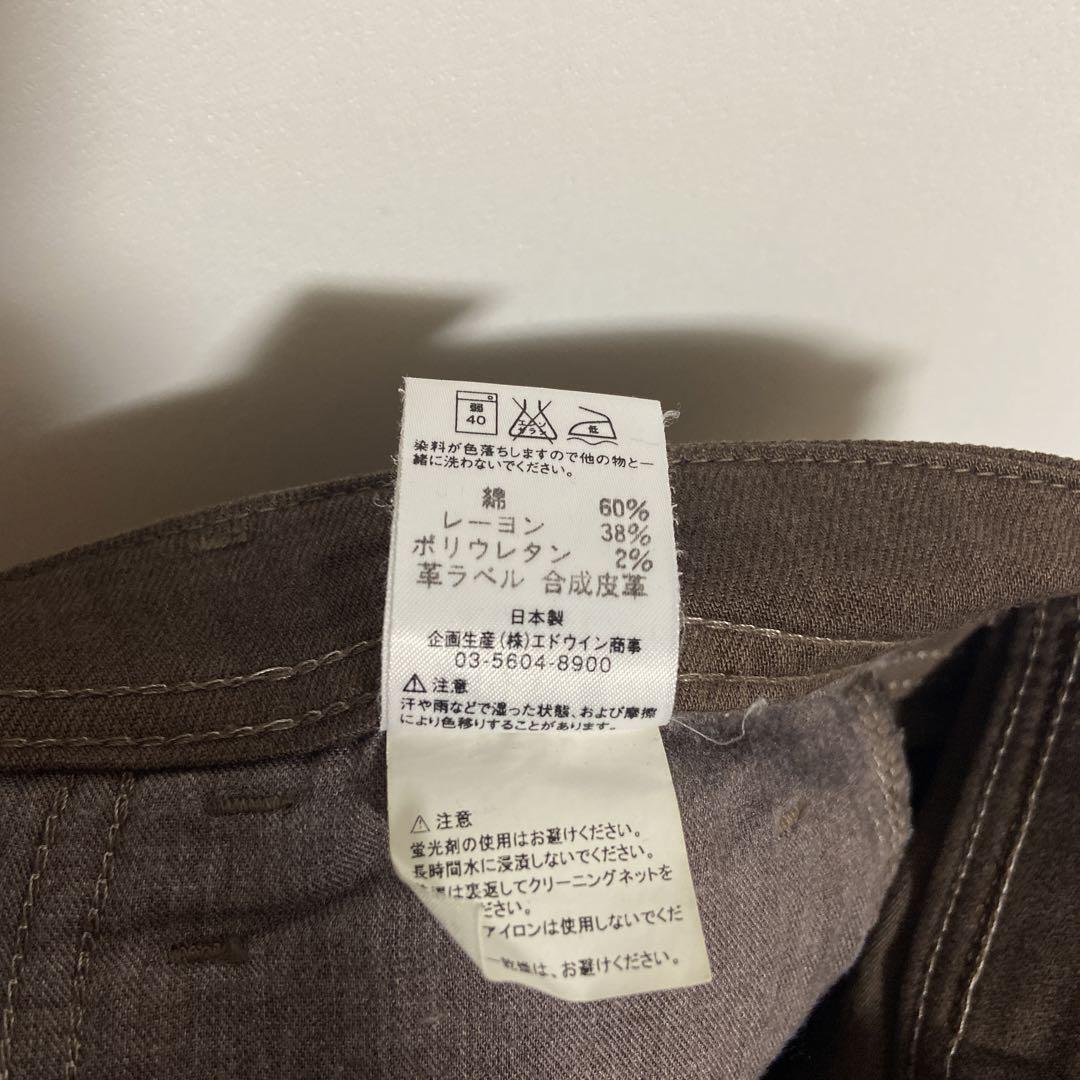 弱
40
エンソ
サラシ
低
染料が色落ちしますので他の物と一
緒に洗わないでください。
綿 60%
レーヨン 38%
ポリウレタン 2%
革ラベル 合成皮革
日本製
企画生産(株)エドウイン商事
03-5604-8900
⚠注意
汗や雨などで湿った状態、および摩擦
により色移りすることがあります。
⚠注意
蛍光剤の使用はお避けください。
長時間水に浸漬しないでください。
は裏返してクリーニングネットを
ださい。
アイロンは使用しないでくだ
乾燥は、お避けください。